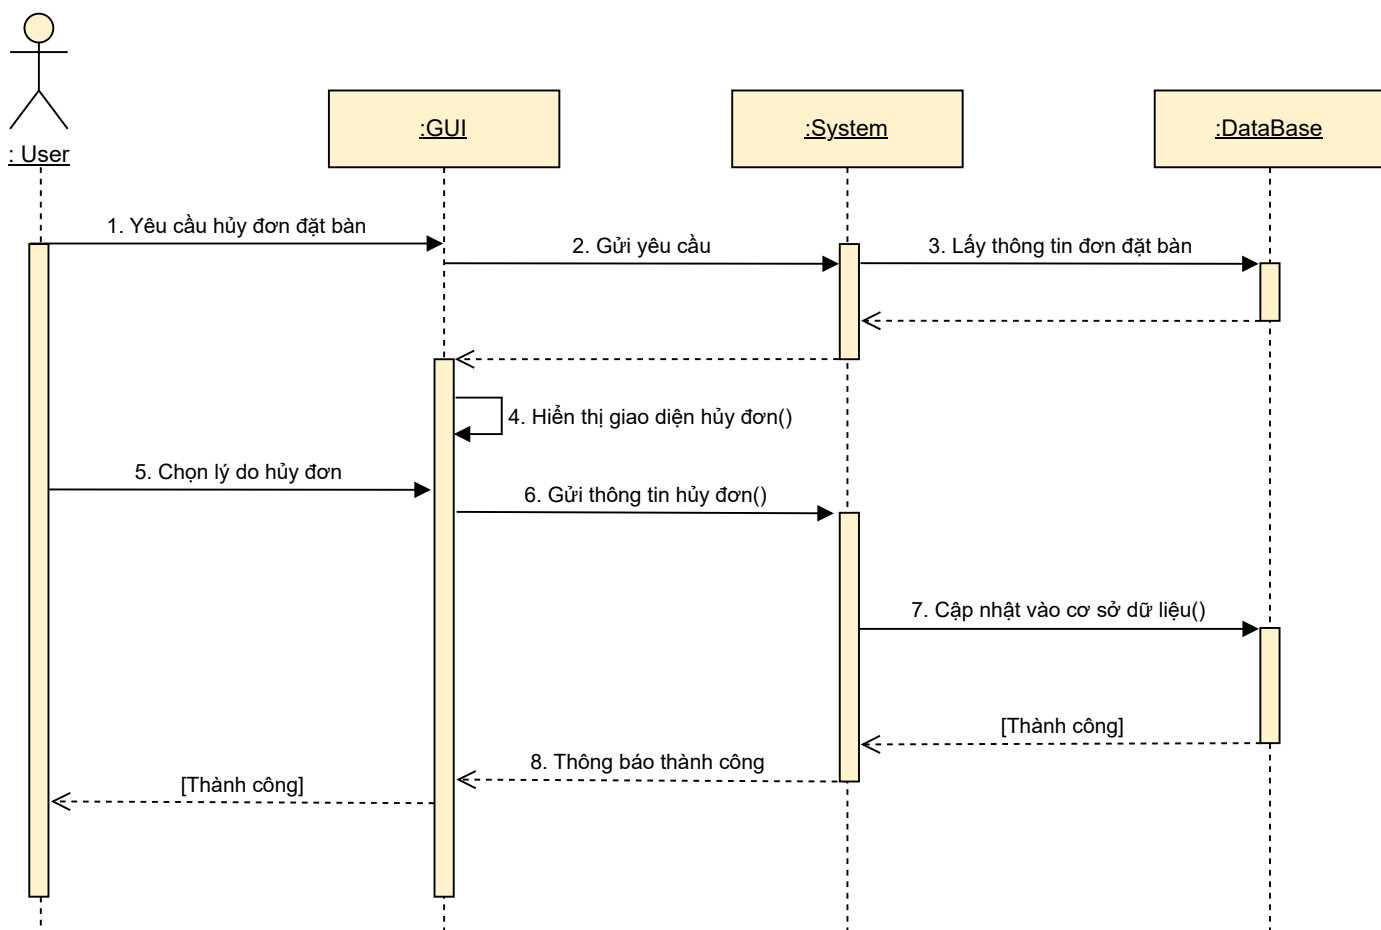 : User
:GUI
:System
:DataBase
1. Yêu cầu hủy đơn đặt bàn
2. Gửi yêu cầu
3. Lấy thông tin đơn đặt bàn
4. Hiển thị giao diện hủy đơn()
5. Chọn lý do hủy đơn
6. Gửi thông tin hủy đơn()
7. Cập nhật vào cơ sở dữ liệu()
[Thành công]
8. Thông báo thành công
[Thành công]